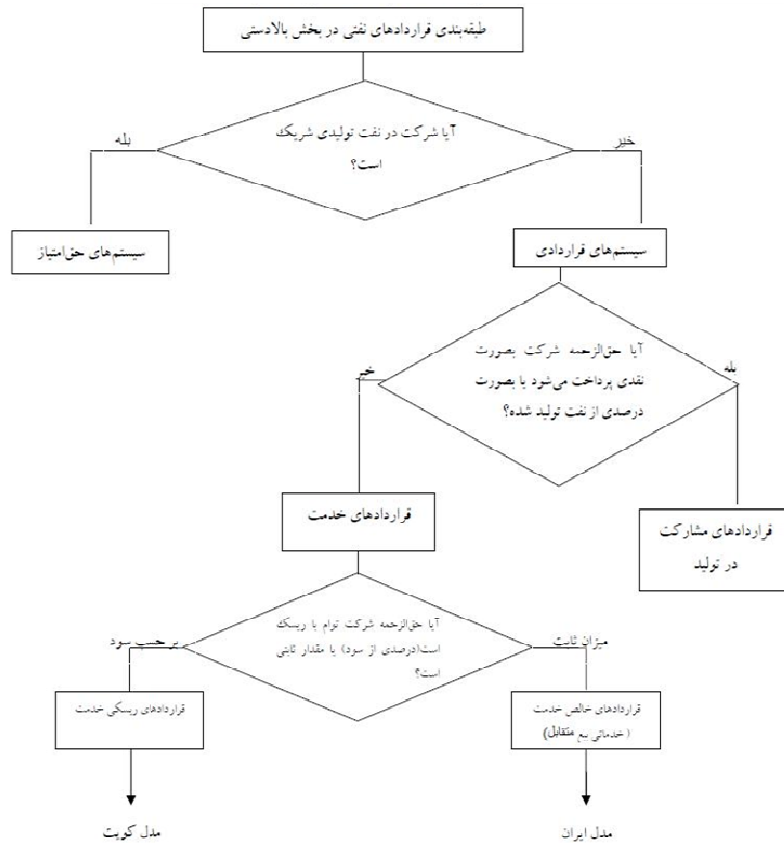 طبقه‌بندی قراردادهای نفتی در بخش بالادستی
آیا شرکت در نفت تولیدی شریک
است؟
بله
خیر
سیستم‌های حق‌امتیاز
سیستم‌های قراردادی
آیا حق‌الزحمه شرکت بصورت
نقدی پرداخت می‌شود یا بصورت
درصدی از نفت تولید شده؟
خیر
بله
قراردادهای خدمت
قراردادهای مشارکت
در تولید
آیا حق‌الزحمه شرکت توام با ریسک
است(درصدی از سود) یا مقدار ثابتی
است؟
بر حسب سود
میزان ثابت
قراردادهای ریسکی خدمت
قراردادهای خالص خدمت
(خدماتی بیع متقابل)
مدل کویت
مدل ایران